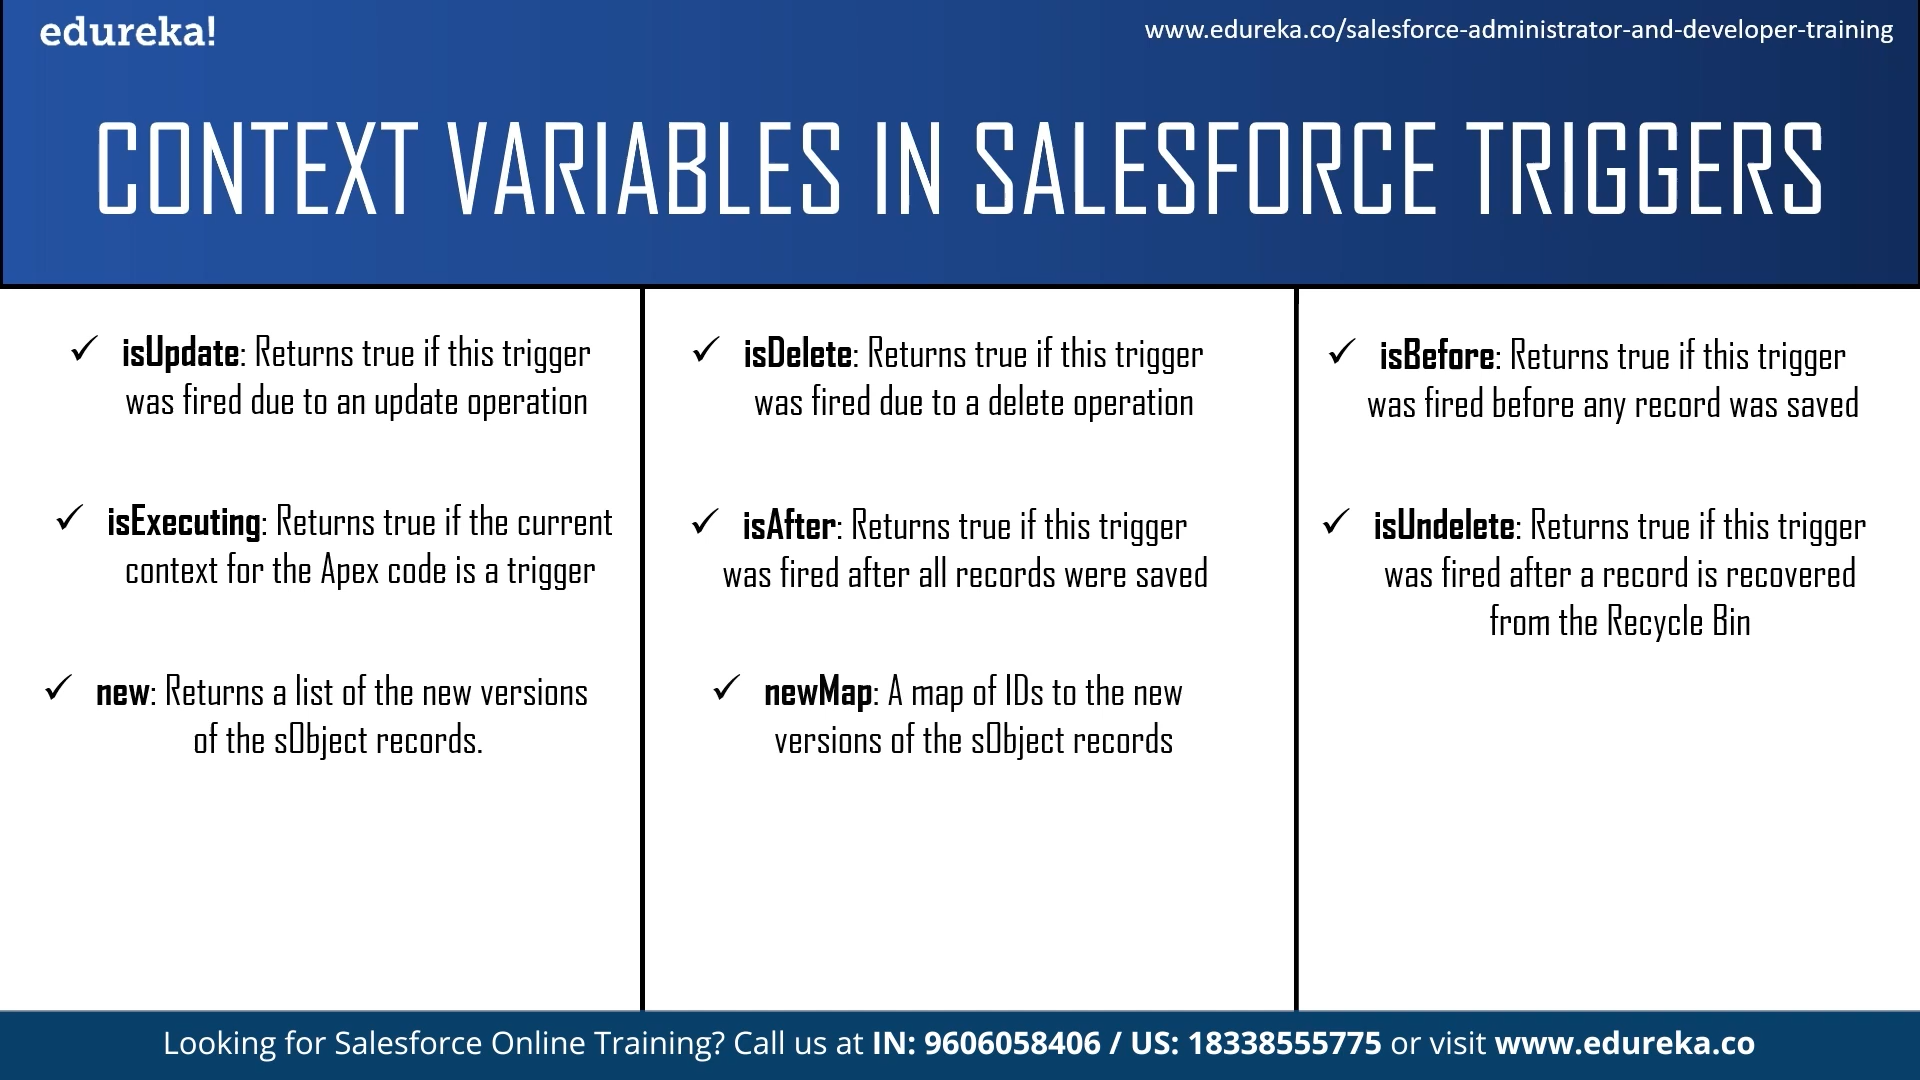 edureka!
www.edureka.co/salesforce-administrator-and-developer-training
CONTEXT VARIABLES IN SALESFORCE TRIGGERS
✓ isUpdate: Returns true if this trigger
was fired due to an update operation
✓ isExecuting: Returns true if the current
context for the Apex code is a trigger
✓ new: Returns a list of the new versions
of the sObject records.
✓ isDelete: Returns true if this trigger
was fired due to a delete operation
✓ isAfter: Returns true if this trigger
was fired after all records were saved
✓ newMap: A map of IDs to the new
versions of the sObject records
✓ isBefore: Returns true if this trigger
was fired before any record was saved
✓ isUndelete: Returns true if this trigger
was fired after a record is recovered
from the Recycle Bin
Looking for Salesforce Online Training? Call us at IN: 9606058406 / US: 18338555775 or visit www.edureka.co